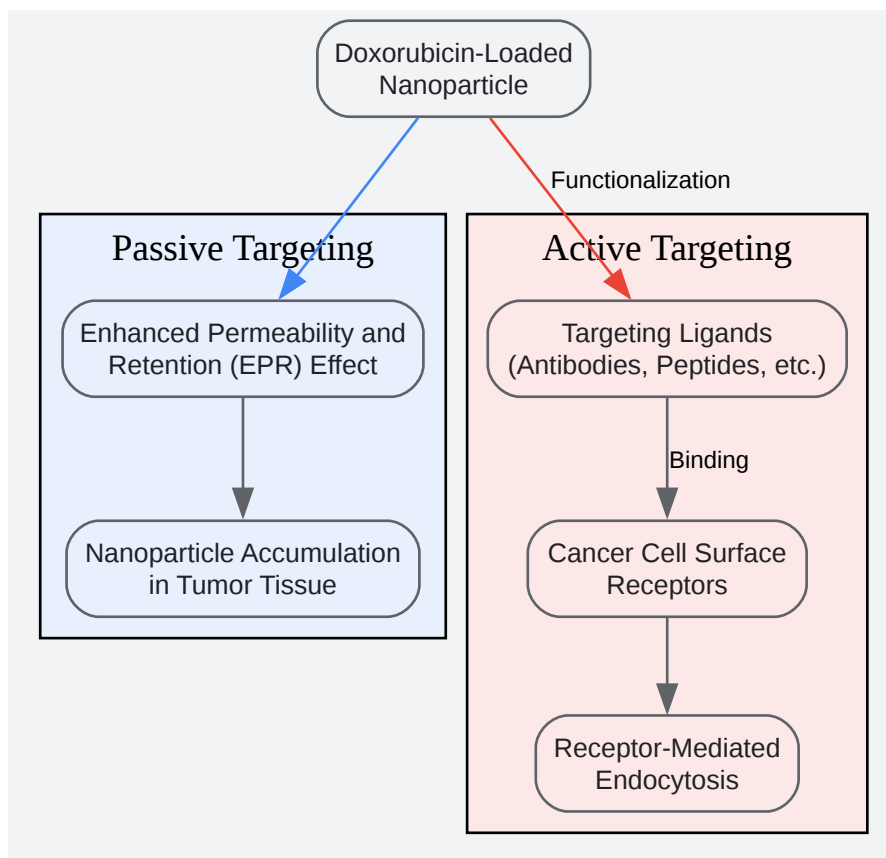 Doxorubicin-Loaded
Nanoparticle
Functionalization
Passive Targeting
Enhanced Permeability and
Retention (EPR) Effect
Nanoparticle Accumulation
in Tumor Tissue
Active Targeting
Targeting Ligands
(Antibodies, Peptides, etc.)
Binding
Cancer Cell Surface
Receptors
Receptor-Mediated
Endocytosis